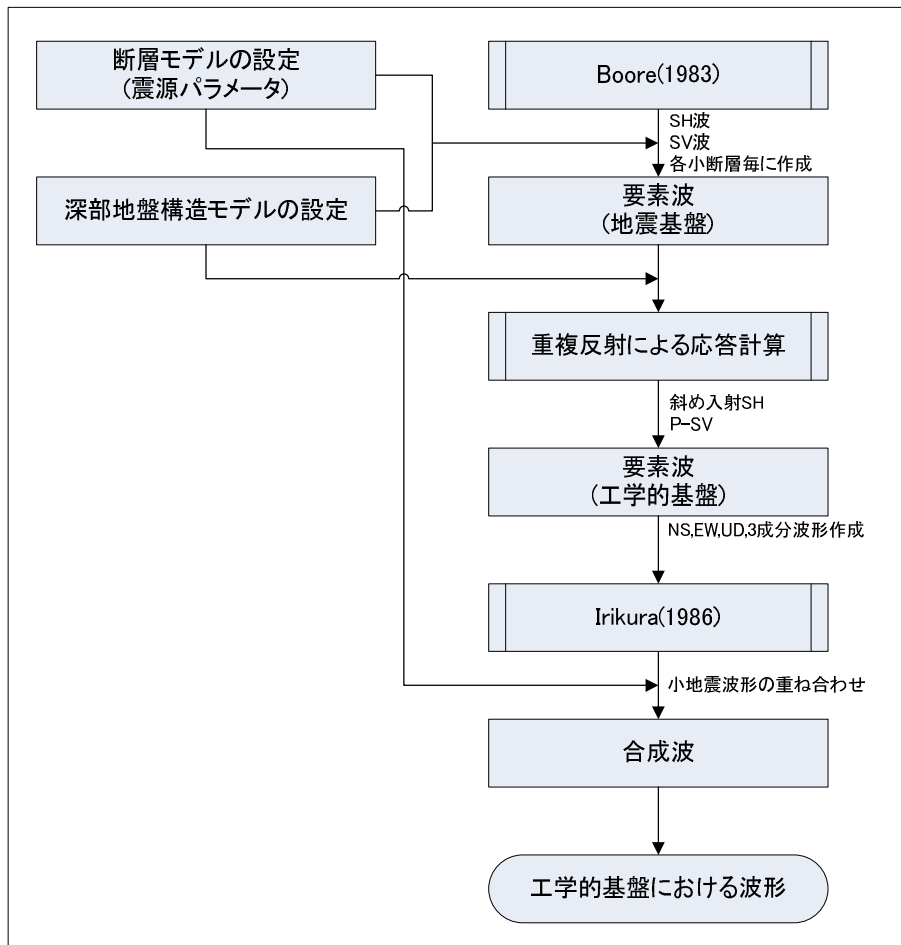 断層モデルの設定
(震源パラメータ)
Boore(1983)
SH波
SV波
各小断層毎に作成
深部地盤構造モデルの設定
要素波
(地震基盤)
重複反射による応答計算
斜め入射SH
P-SV
要素波
(工学的基盤)
NS,EW,UD,3成分波形作成
Irikura(1986)
小地震波形の重ね合わせ
合成波
工学的基盤における波形